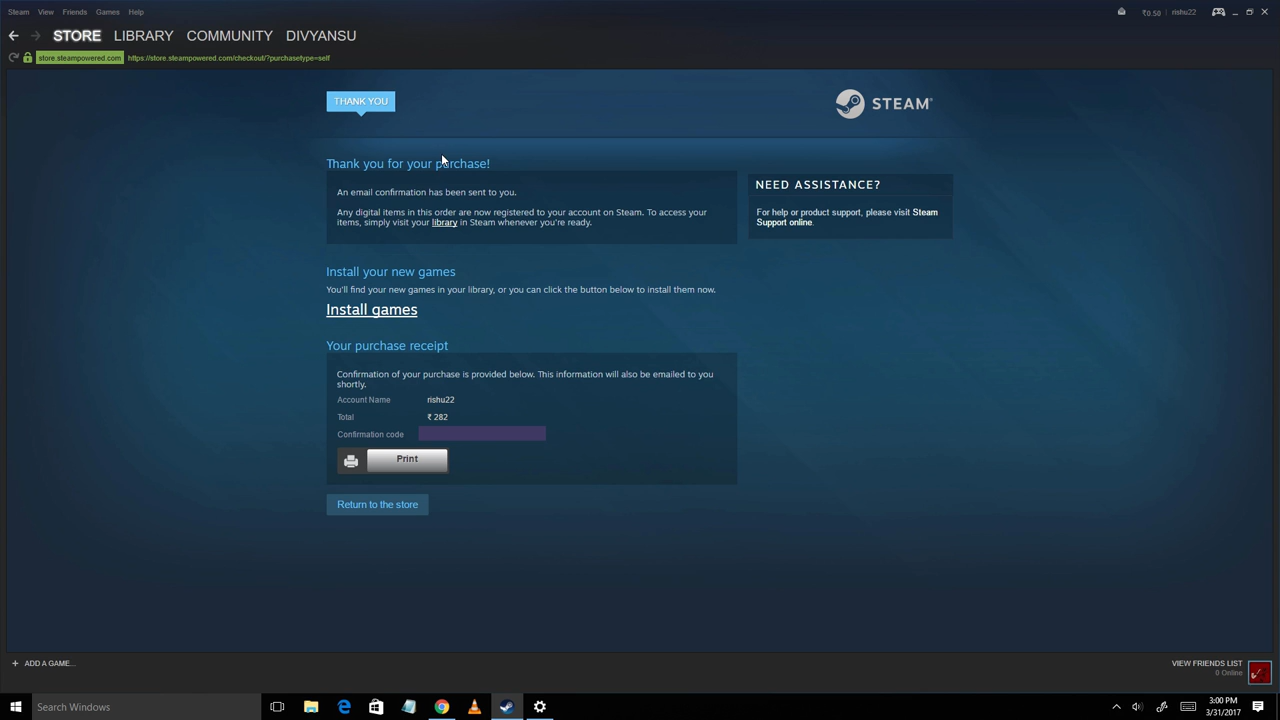 Steam View Friends Games Help
₹0.50 rishu22
STORE LIBRARY COMMUNITY DIVYANSU
store.steampowered.com https://store.steampowered.com/checkout/?purchasetype=self
THANK YOU
STEAM®
Thank you for your purchase!
An email confirmation has been sent to you.
Any digital items in this order are now registered to your account on Steam. To access your
items, simply visit your library in Steam whenever you're ready.
NEED ASSISTANCE?
For help or product support, please visit Steam
Support online.
Install your new games
You'll find your new games in your library, or you can click the button below to install them now.
Install games
Your purchase receipt
Confirmation of your purchase is provided below. This information will also be emailed to you
shortly.
Account Name rishu22
Total ₹ 282
Confirmation code
Print
Return to the store
+ ADD A GAME...
VIEW FRIENDS LIST
0 Online
Search Windows
3:00 PM
3/31/2017